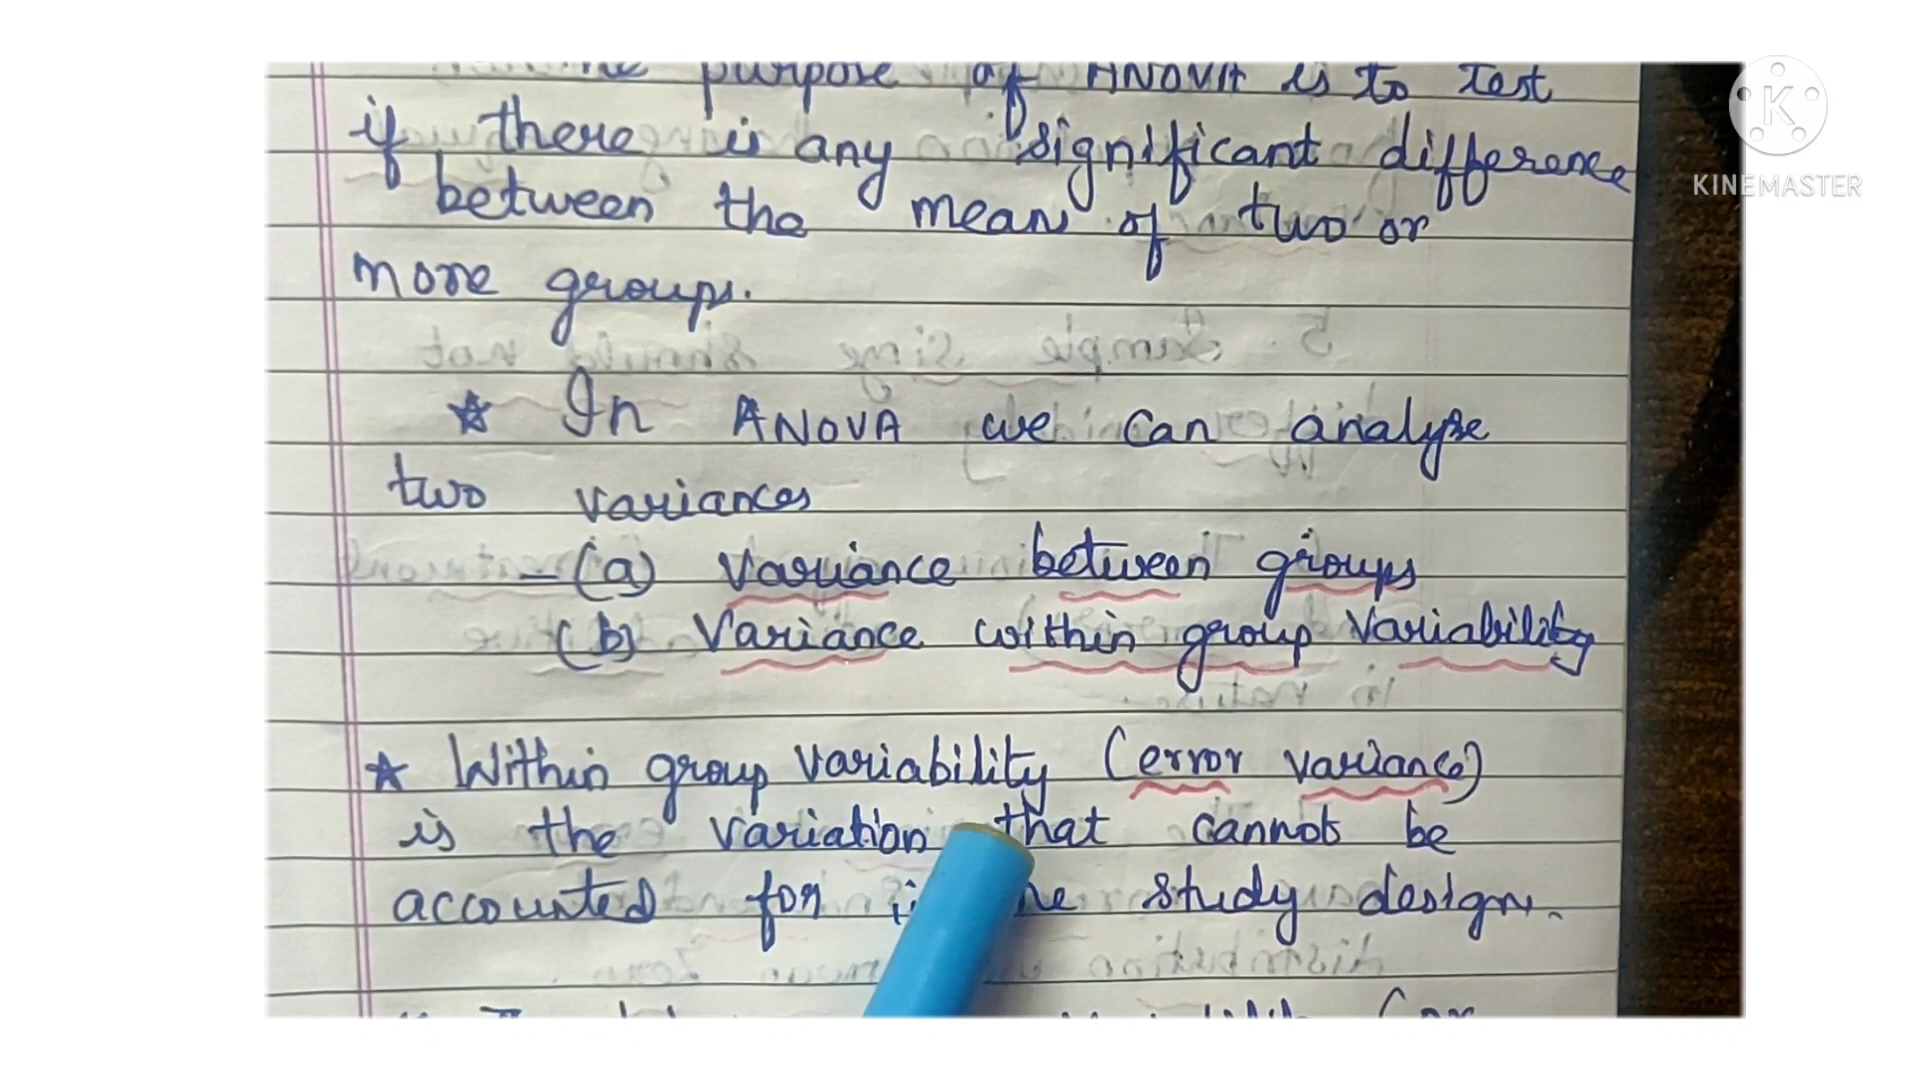 purpose of ANOVA is to test
if there is any significant difference
between the mean of two or
more groups.
☆ In ANOVA we can analyse
two variances
- (a) Variance between groups
(b) Variance within group Variability
☆ Within group variability (error variance)
is the variation that cannot be
accounted for study design.
K
KINEMASTER